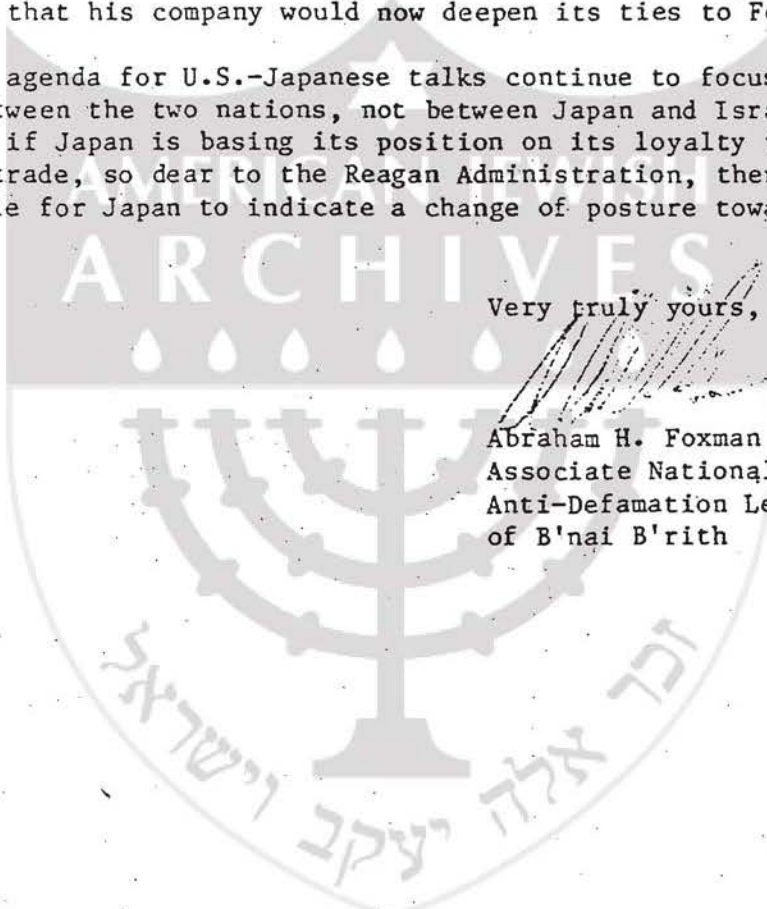 that his company would now deepen its ties to F
agenda for U.S.-Japanese talks continue to focus
tween the two nations, not between Japan and Isra
if Japan is basing its position on its loyalty
trade, so dear to the Reagan Administration, the
e for Japan to indicate a change of posture tow
AMERICAN JEWISH
ARCHIVES
Very truly yours,
Abraham H. Foxman
Associate National
Anti-Defamation Le
of B'nai B'rith
זכר אלה יעקב וישראל